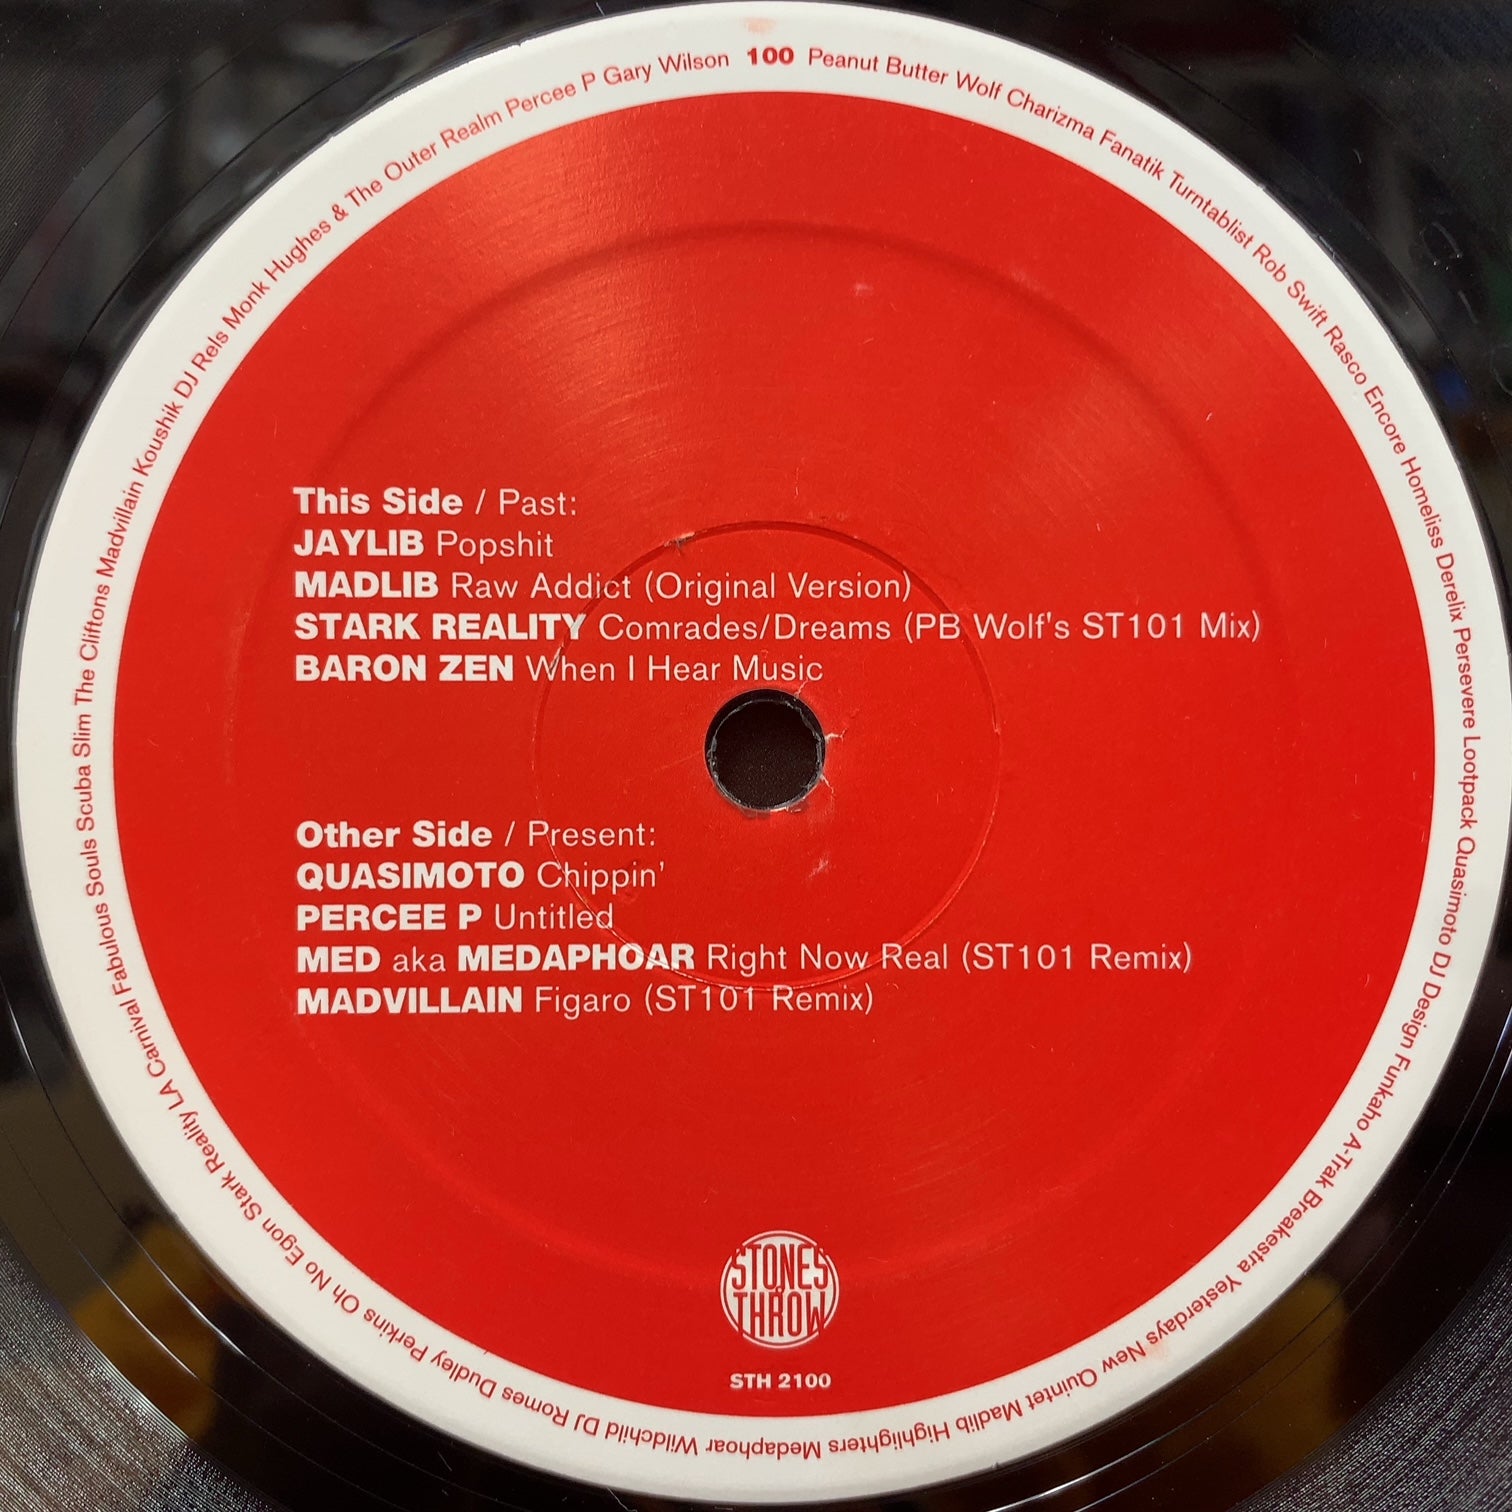 100 Peanut Butter Wolf Charizma Fanatik Turntablist Rob Swift Rasco Encore Homeliss Derelix Persevere Lootpack Quasimoto DJ Design Funkaho A-Trak Breakestra Yesterdays New Quintet Madlib Highlighters Medaphoar Wildchild DJ Romes Dudley Perkins Oh No Egon Stark Reality LA Carnival Fabulous Souls Scuba Slim The Cliftons Madvillain Koushik DJ Rels Monk Hughes & The Outer Realm Percee P Gary Wilson
This Side / Past:
JAYLIB Popshit
MADLIB Raw Addict (Original Version)
STARK REALITY Comrades/Dreams (PB Wolf's ST101 Mix)
BARON ZEN When I Hear Music
Other Side / Present:
QUASIMOTO Chippin'
PERCEE P Untitled
MED aka MEDAPHOAR Right Now Real (ST101 Remix)
MADVILLAIN Figaro (ST101 Remix)
STONES
THROW
STH 2100